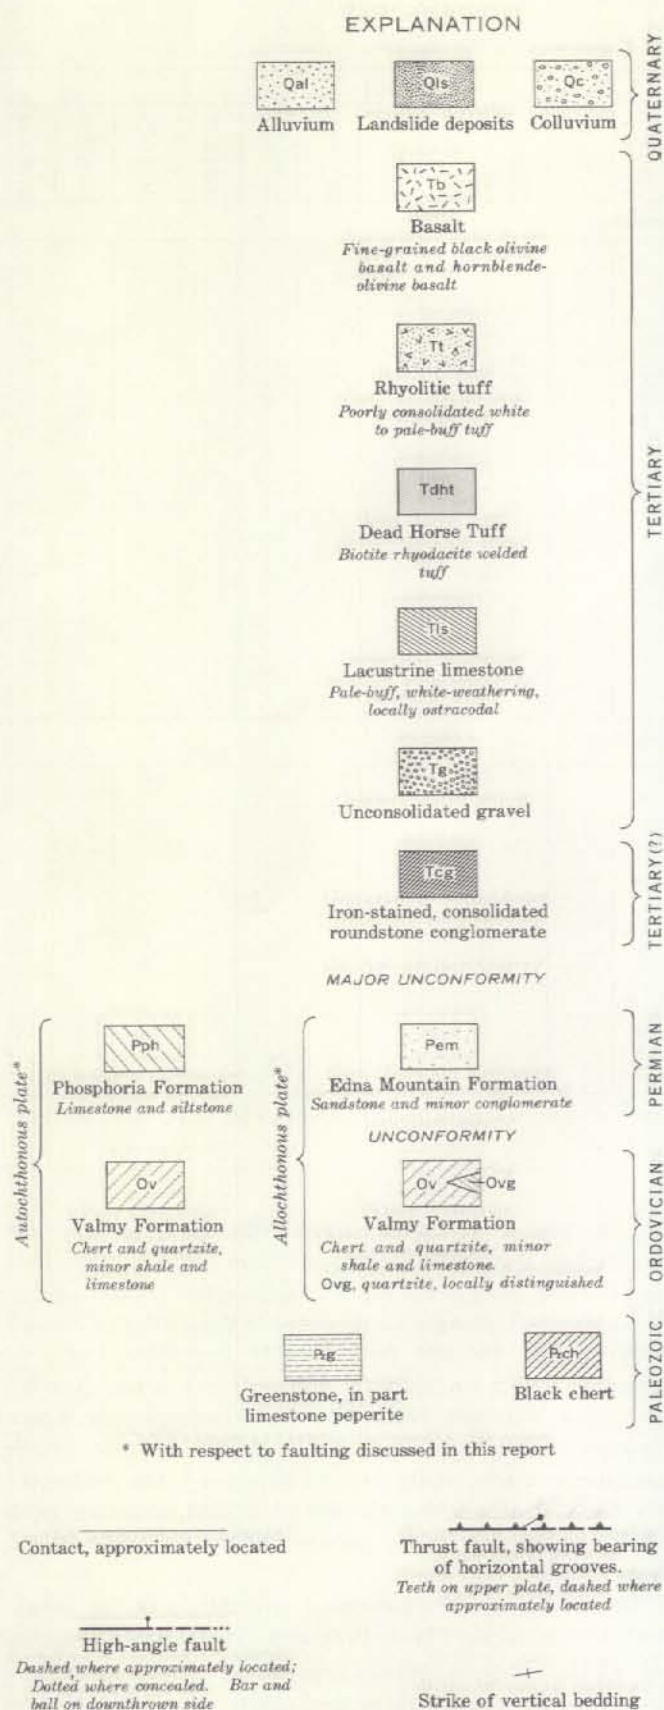 EXPLANATION
Qal
Qls
Qc
Alluvium
Landslide deposits
Colluvium
QUATERNARY
Tb
Basalt
Fine-grained black olivine
basalt and hornblende-
olivine basalt
Tt
Rhyolitic tuff
Poorly consolidated white
to pale-buff tuff
Tdht
Dead Horse Tuff
Biotite rhyodacite welded
tuff
Tls
Lacustrine limestone
Pale-buff, white-weathering,
locally ostracodal
Tg
Unconsolidated gravel
TERTIARY
Tcg
Iron-stained, consolidated
roundstone conglomerate
TERTIARY(?)
MAJOR UNCONFORMITY
Autochthonous plate*
Pph
Phosphoria Formation
Limestone and siltstone
Ov
Valmy Formation
Chert and quartzite,
minor shale and
limestone
Allochthonous plate*
Pem
Edna Mountain Formation
Sandstone and minor conglomerate
PERMIAN
UNCONFORMITY
Ov
Ovg
Valmy Formation
Chert and quartzite, minor
shale and limestone.
Ovg, quartzite, locally distinguished
ORDOVICIAN
Pzg
Greenstone, in part
limestone peperite
Pzch
Black chert
PALEOZOIC
* With respect to faulting discussed in this report
Contact, approximately located
High-angle fault
Dashed where approximately located;
Dotted where concealed. Bar and
ball on downthrown side
Thrust fault, showing bearing
of horizontal grooves.
Teeth on upper plate, dashed where
approximately located
Strike of vertical bedding